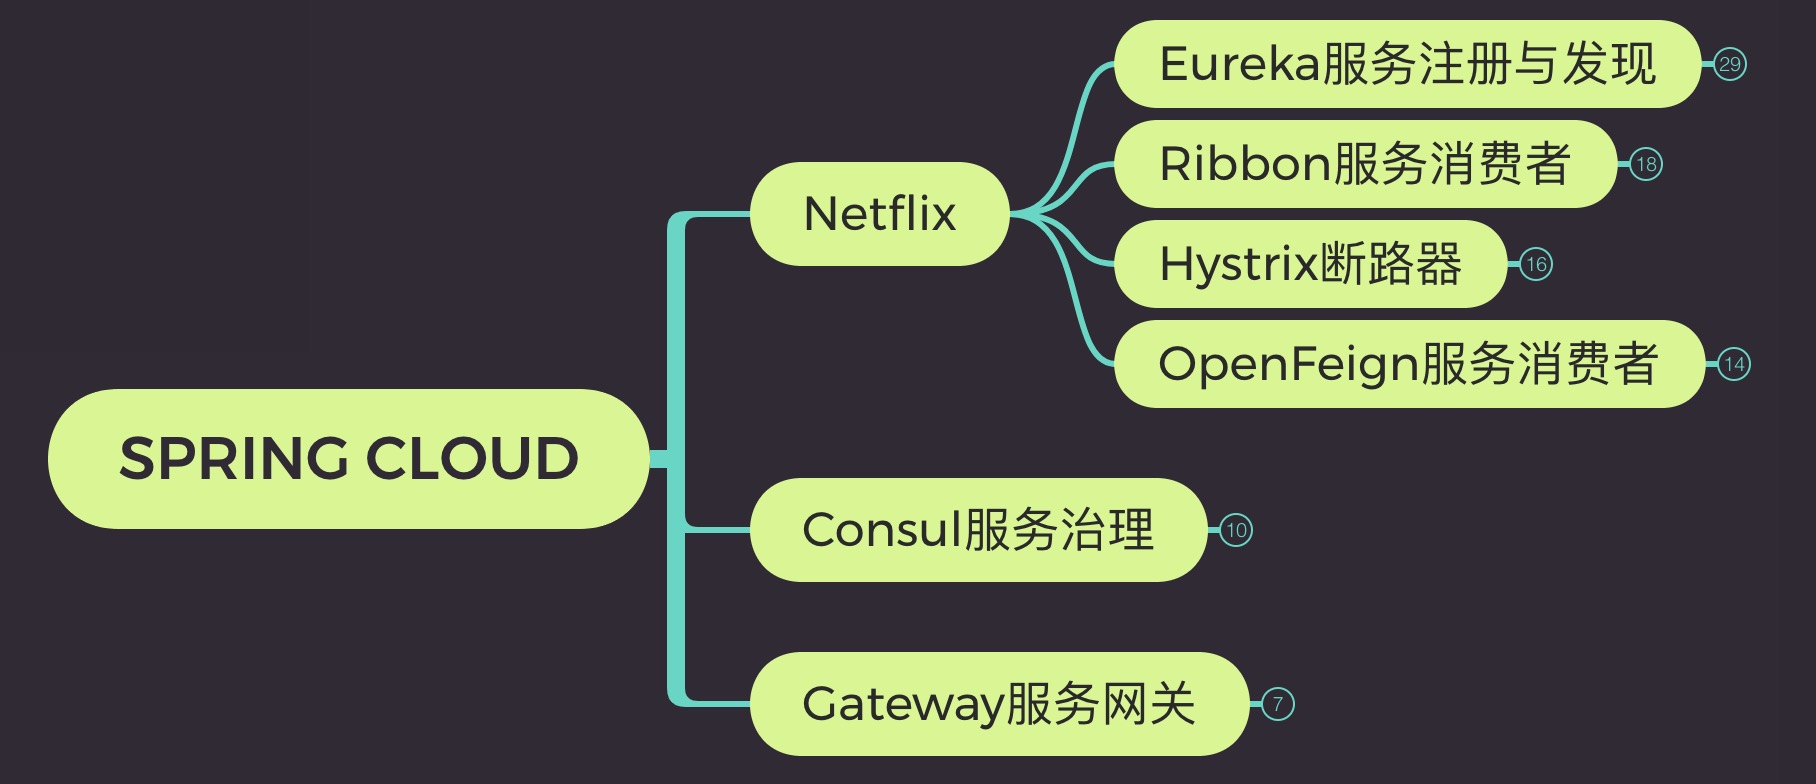 Eureka服务注册与发现
29
Ribbon服务消费者
18
Netflix
Hystrix断路器
16
OpenFeign服务消费者
14
SPRING CLOUD
Consul服务治理
10
Gateway服务网关
7